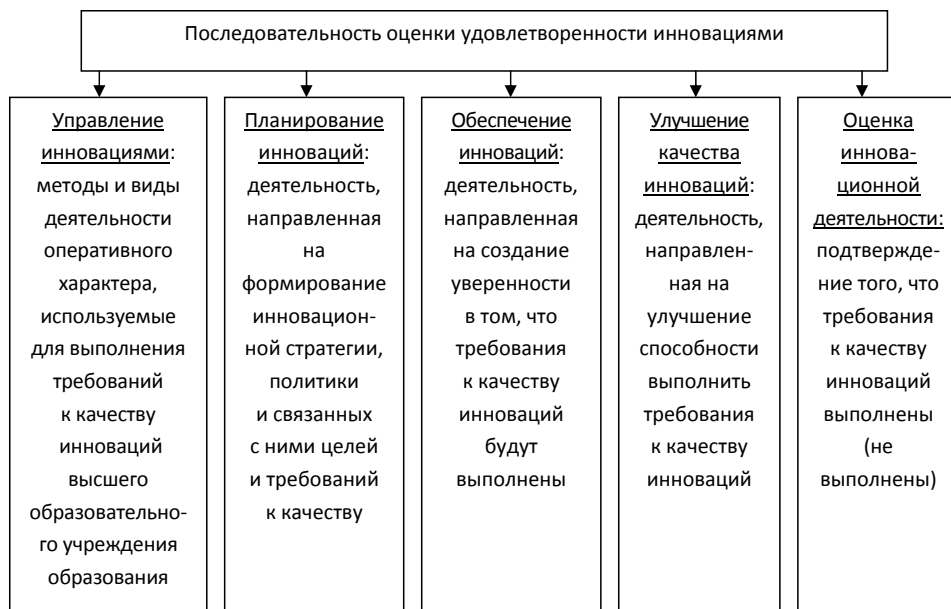 Последовательность оценки удовлетворенности инновациями
Управление
инновациями:
методы и виды
деятельности
оперативного
характера,
используемые
для выполнения
требований
к качеству
инноваций
высшего
образовательно-
го учреждения
образования
Планирование
инноваций:
деятельность,
направленная
на
формирование
инновацион-
ной стратегии,
политики
и связанных
с ними целей
и требований
к качеству
Обеспечение
инноваций:
деятельность,
направленная
на создание
уверенности
в том, что
требования
к качеству
инноваций
будут
выполнены
Улучшение
качества
инноваций:
деятельность,
направлен-
ная на
улучшение
способности
выполнить
требования
к качеству
инноваций
Оценка
иннова-
ционной
деятельности:
подтвержде-
ние того, что
требования
к качеству
инноваций
выполнены
(не
выполнены)